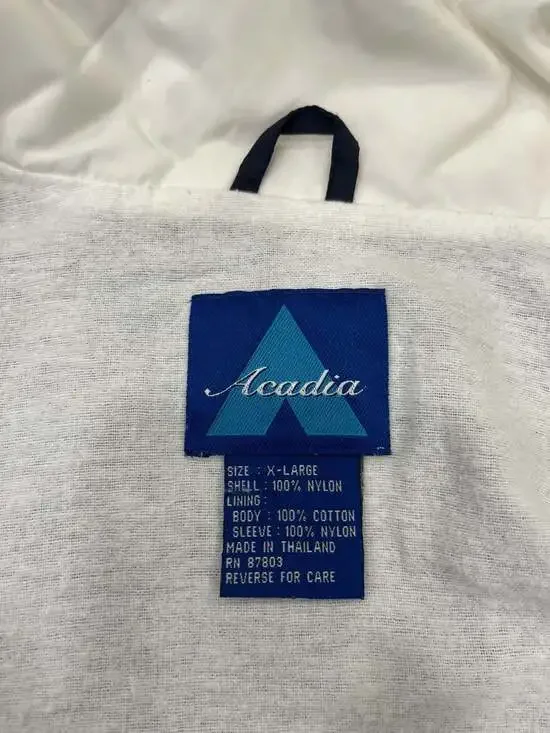 Acadia
SIZE : X-LARGE
SHELL : 100% NYLON
LINING :
BODY : 100% COTTON
SLEEVE : 100% NYLON
MADE IN THAILAND
RN 87803
REVERSE FOR CARE